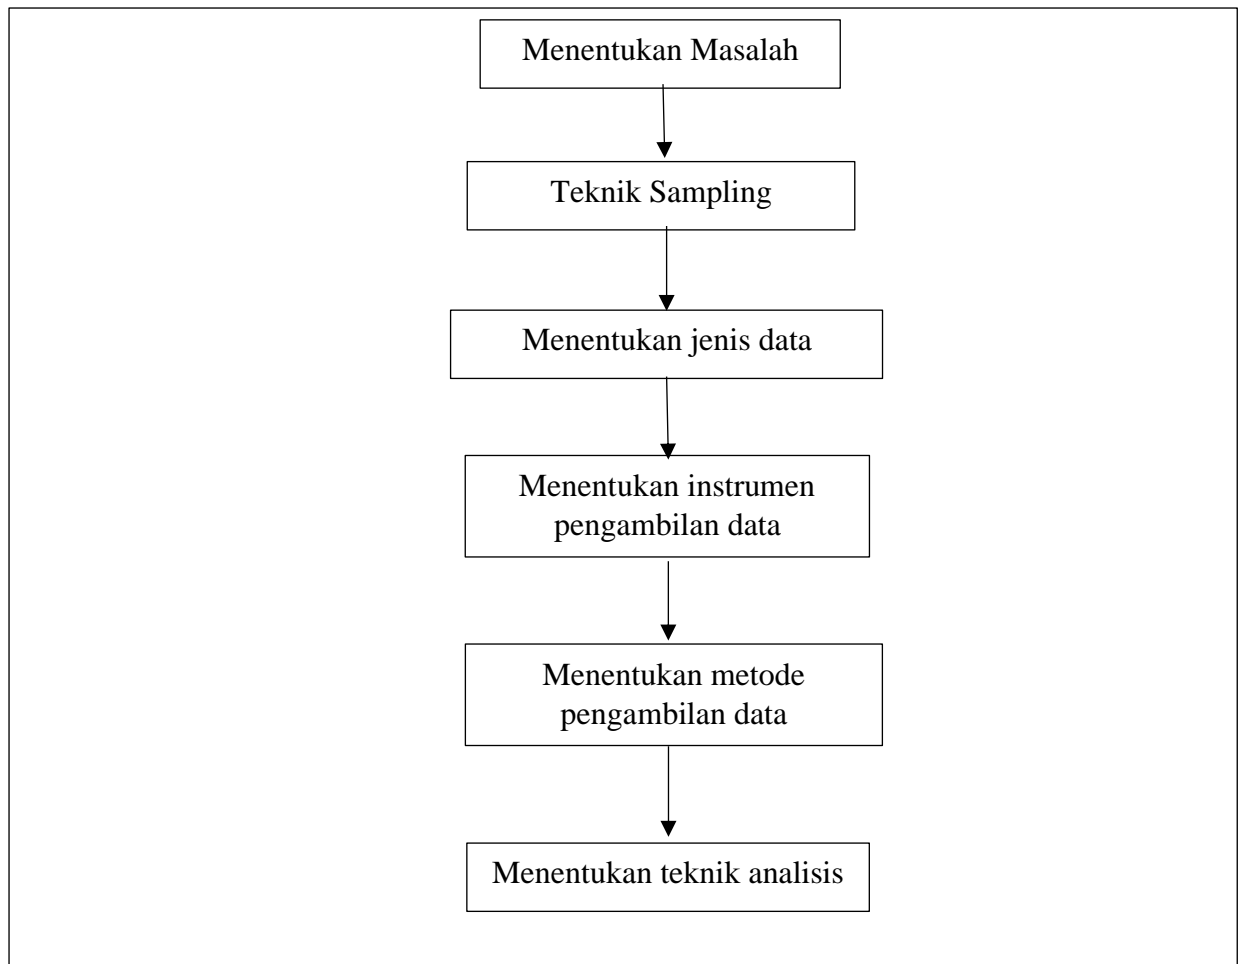 Menentukan Masalah
Teknik Sampling
Menentukan jenis data
Menentukan instrumen
pengambilan data
Menentukan metode
pengambilan data
Menentukan teknik analisis